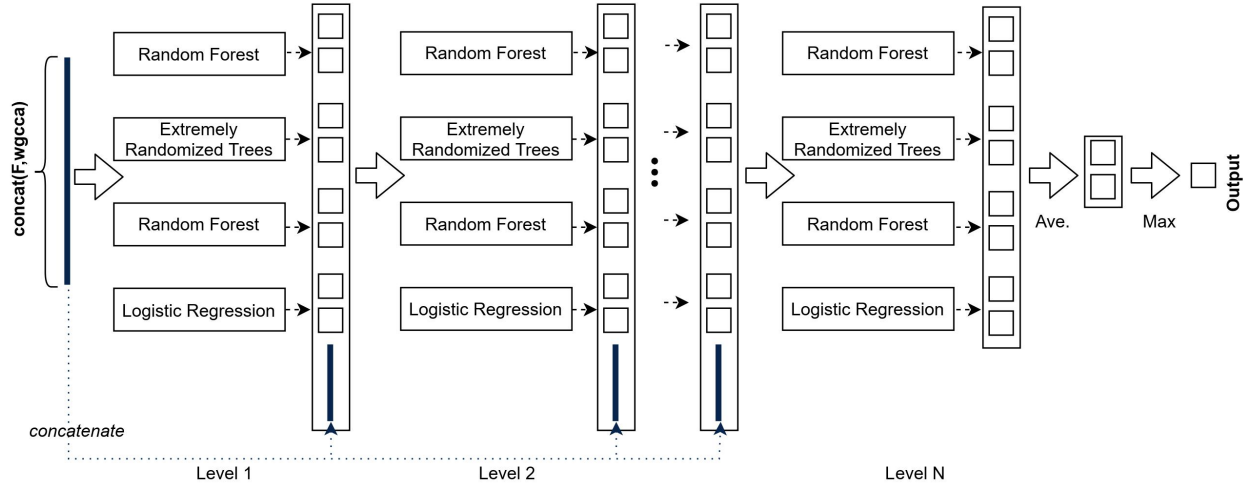 concat(F,wgcca)
Random Forest
Extremely
Randomized Trees
Random Forest
Logistic Regression
Random Forest
Extremely
Randomized Trees
Random Forest
Logistic Regression
Random Forest
Extremely
Randomized Trees
Random Forest
Logistic Regression
Ave.
Max
Output
concatenate
Level 1
Level 2
Level N